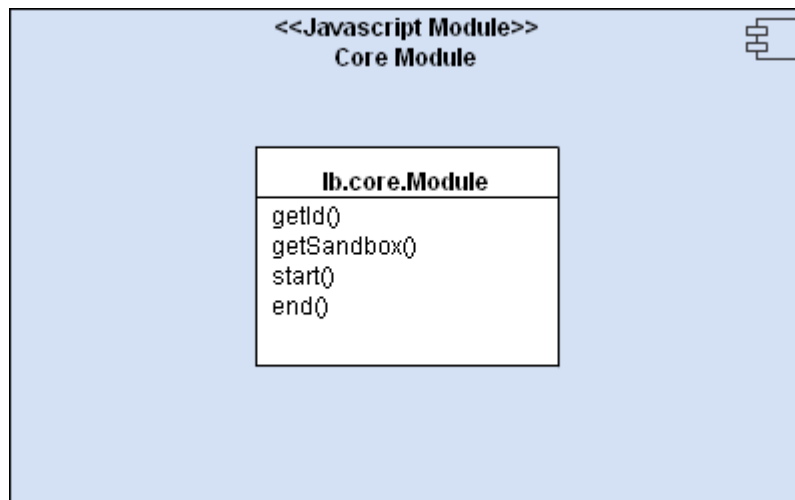 <<Javascript Module>>
Core Module
lb.core.Module
getId()
getSandbox()
start()
end()